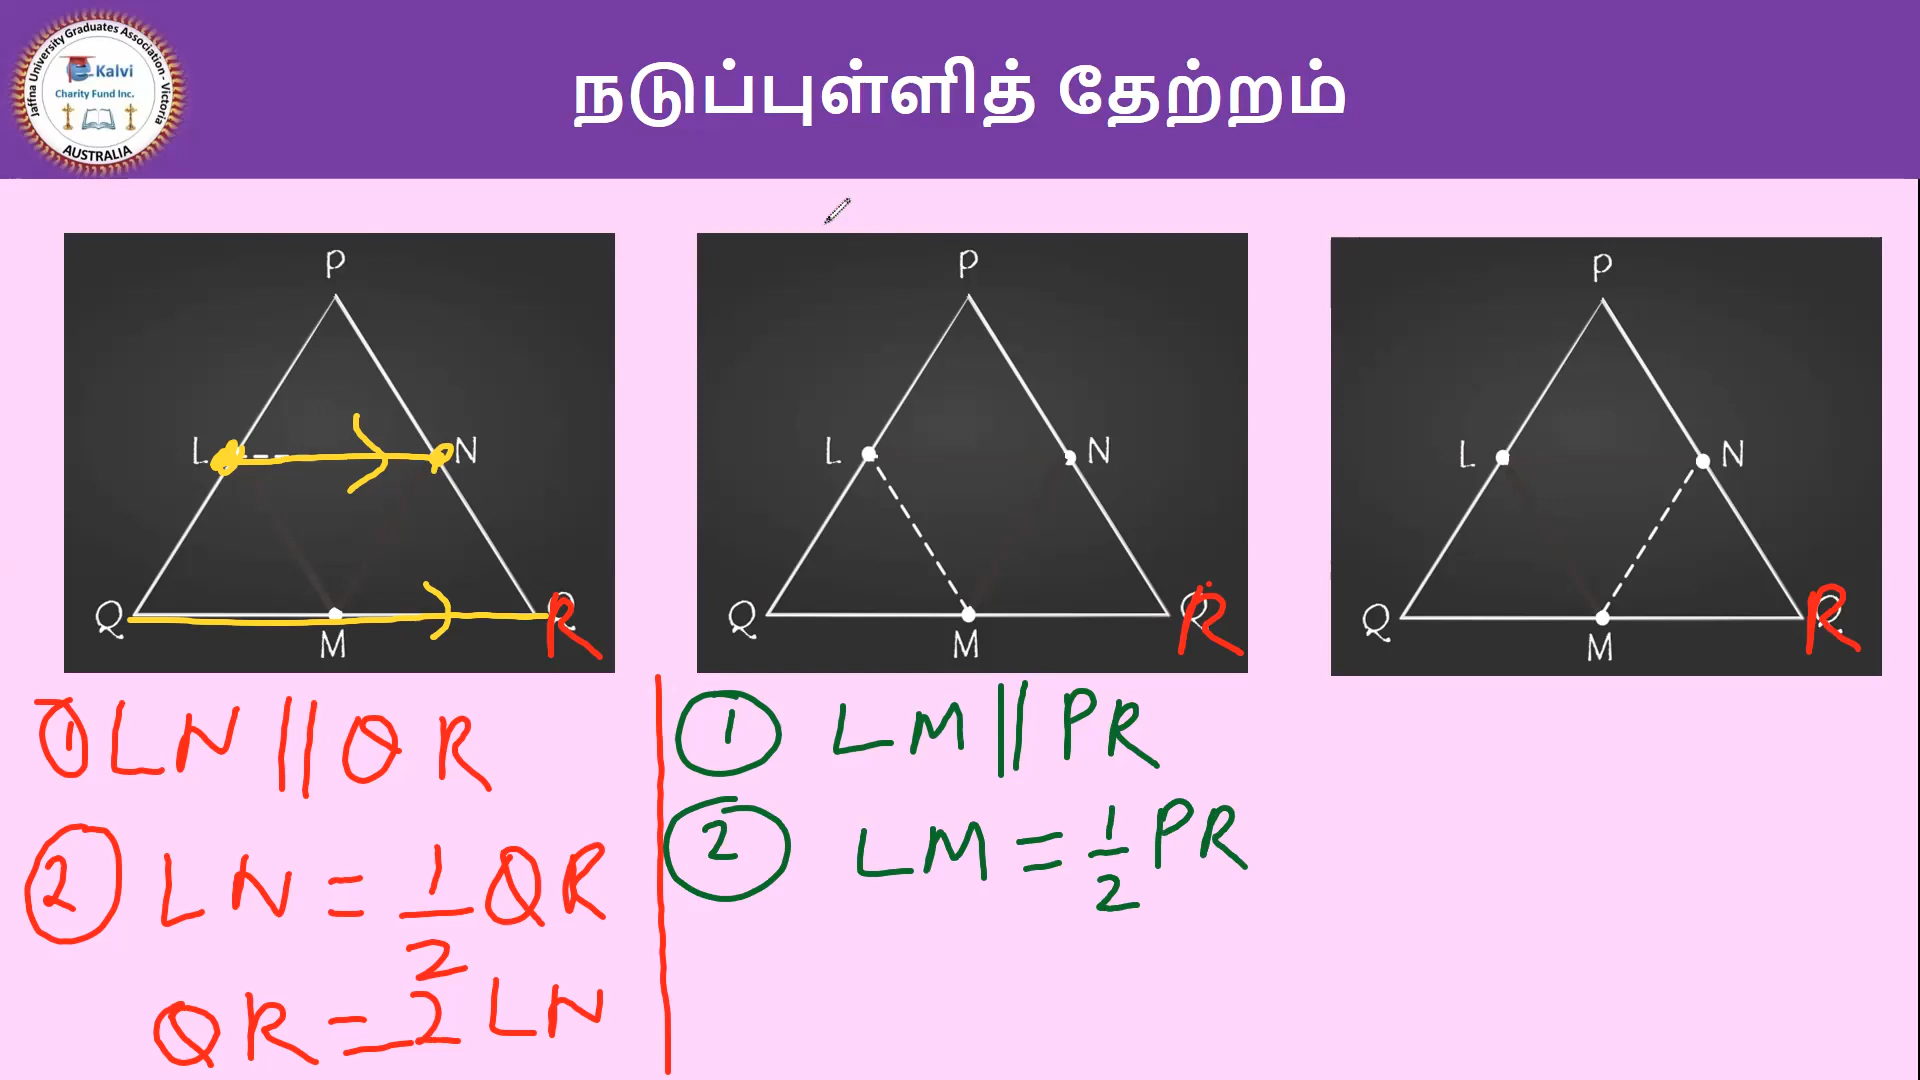 Jaffna University Graduates Association - Victoria
eKalvi
Charity Fund Inc.
AUSTRALIA
நடுப்புள்ளித் தேற்றம்
P
L N
Q M R
P
L N
Q M R
P
L N
Q M R
① LN || QR
② LN = 1/2 QR
QR = 2 LN
① LM || PR
② LM = 1/2 PR